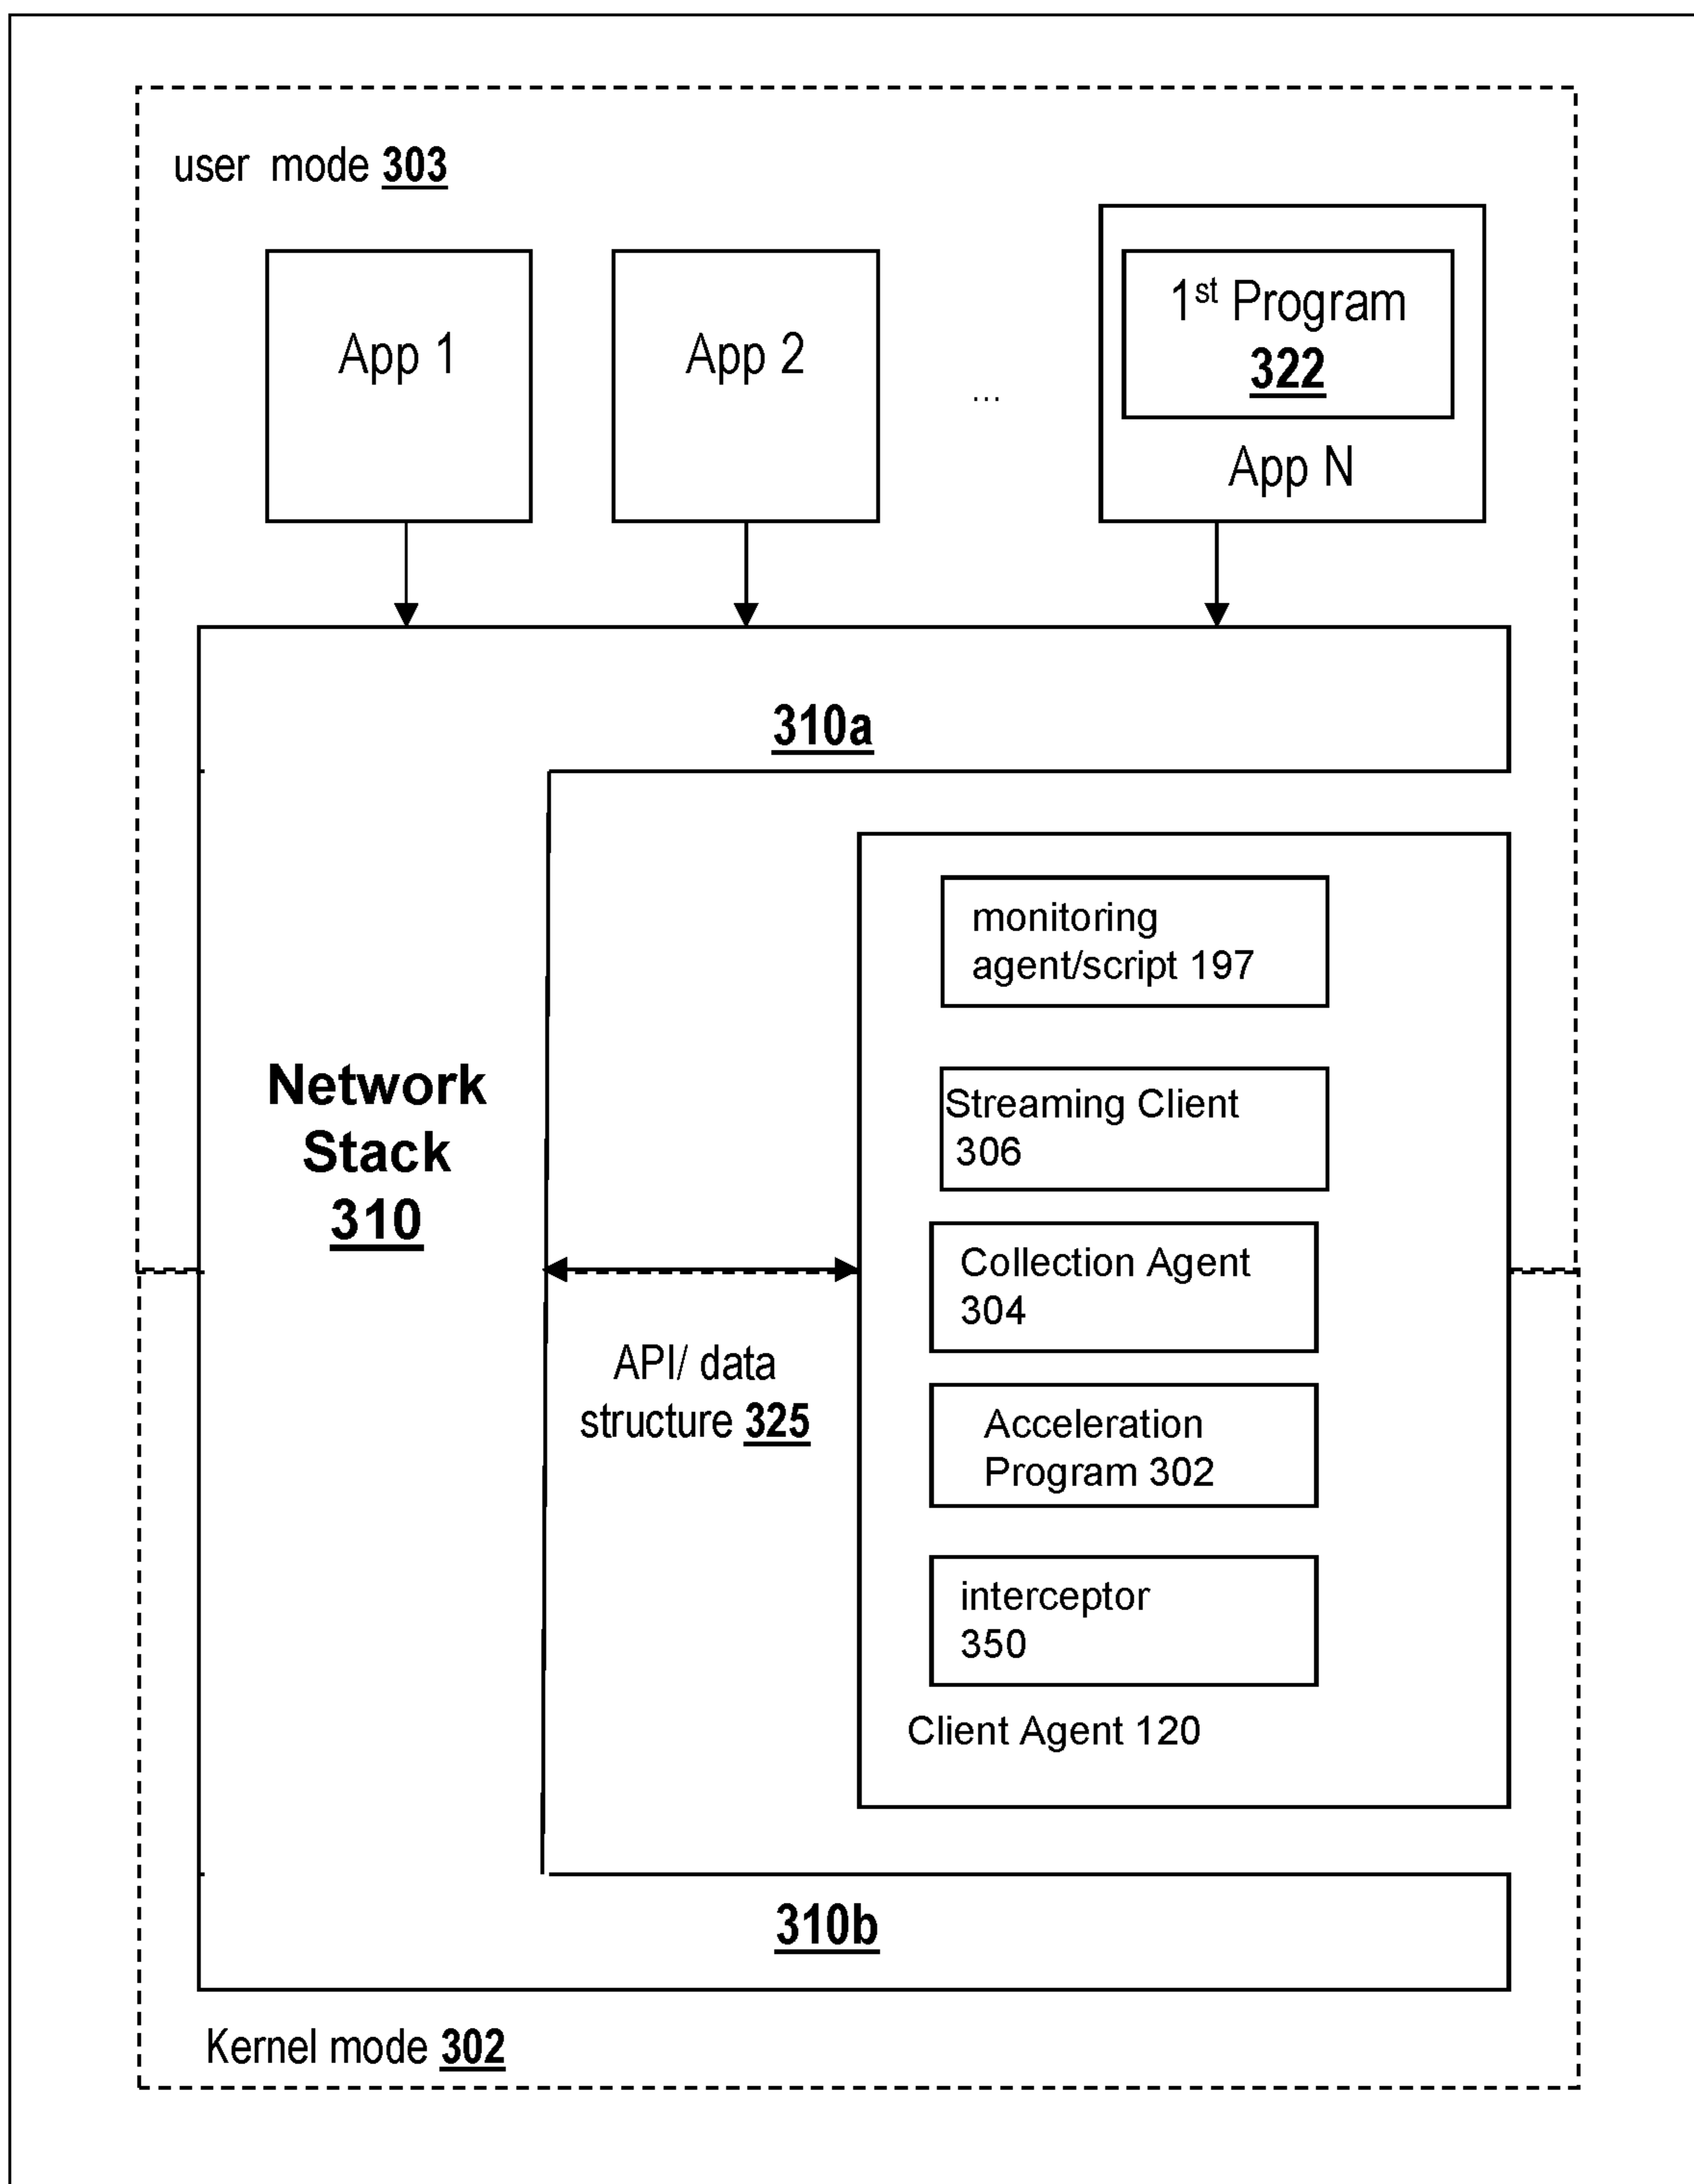 user mode 303
App 1
App 2
...
1st Program
322
App N
310a
Network
Stack
310
monitoring
agent/script 197
Streaming Client
306
Collection Agent
304
API/ data
structure 325
Acceleration
Program 302
interceptor
350
Client Agent 120
310b
Kernel mode 302